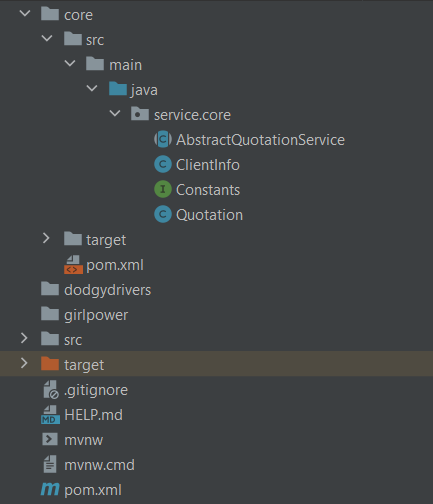 core
src
main
java
service.core
AbstractQuotationService
ClientInfo
Constants
Quotation
target
pom.xml
dodgydrivers
girlpower
src
target
.gitignore
HELP.md
mvnw
mvnw.cmd
pom.xml